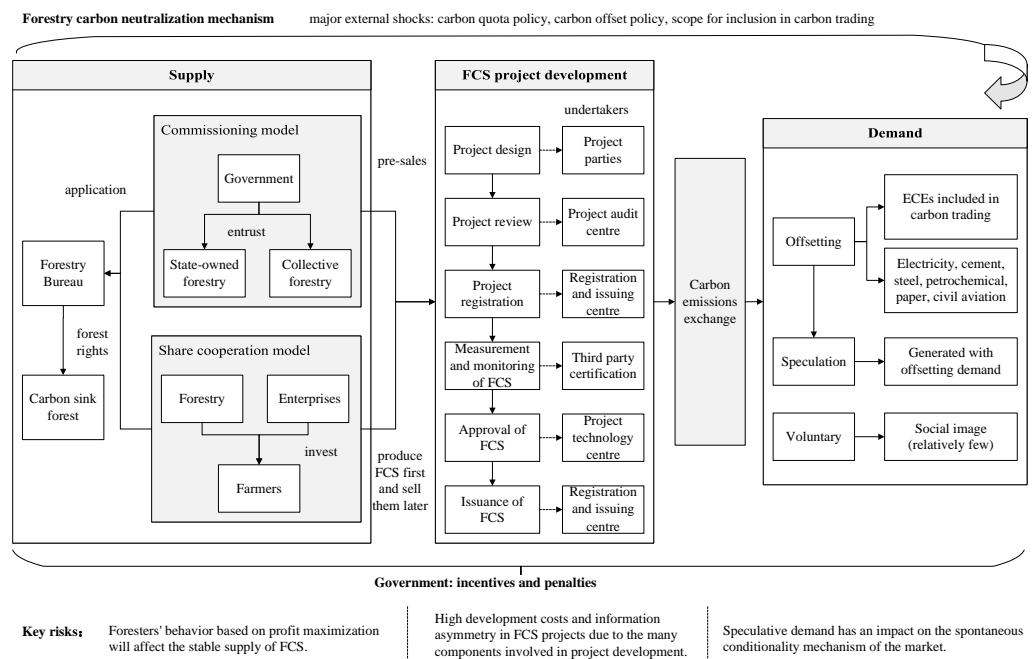 Forestry carbon neutralization mechanism major external shocks: carbon quota policy, carbon offset policy, scope for inclusion in carbon trading
Supply
Commissioning model
Government
entrust
State-owned
forestry
Collective
forestry
application
Forestry
Bureau
forest
rights
Carbon sink
forest
Share cooperation model
Forestry
Enterprises
invest
Farmers
pre-sales
produce
FCS first
and sell
them later
FCS project development
undertakers
Project design
Project
parties
Project review
Project audit
centre
Project
registration
Registration and
issuing
centre
Measurement
and monitoring
of FCS
Third party
certification
Approval of
FCS
Project
technology
centre
Issuance of
FCS
Registration
and issuing
centre
Carbon
emissions
exchange
Demand
Offsetting
ECEs included in
carbon trading
Electricity, cement,
steel, petrochemical,
paper, civil aviation
Speculation
Generated with
offsetting demand
Voluntary
Social image
(relatively few)
Government: incentives and penalties
Key risks:
Foresters' behavior based on profit maximization
will affect the stable supply of FCS.
High development costs and information
asymmetry in FCS projects due to the many
components involved in project development.
Speculative demand has an impact on the spontaneous
conditionality mechanism of the market.